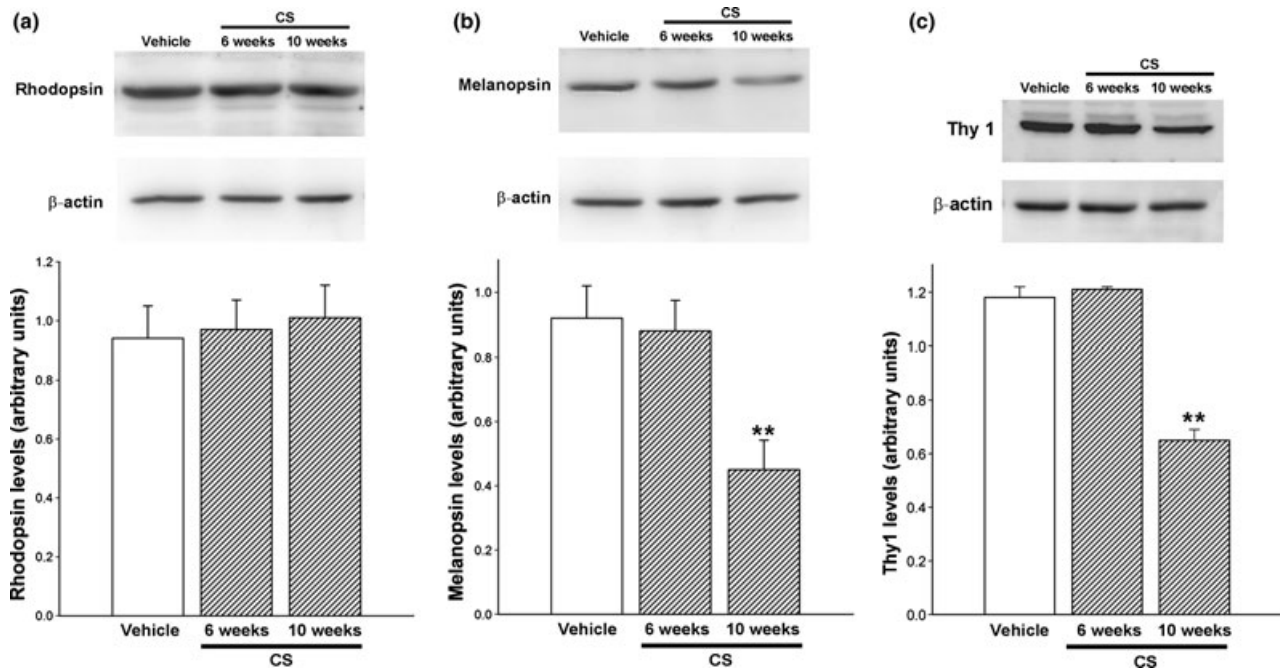 (a)
CS
Vehicle 6 weeks 10 weeks
Rhodopsin
β-actin
Rhodopsin levels (arbitrary units)
1.2
1.0
0.8
0.6
0.4
0.2
0.0
Vehicle 6 weeks 10 weeks
CS
(b)
CS
Vehicle 6 weeks 10 weeks
Melanopsin
β-actin
Melanopsin levels (arbitrary units)
1.0
0.8
0.6
0.4
0.2
0.0
**
Vehicle 6 weeks 10 weeks
CS
(c)
CS
Vehicle 6 weeks 10 weeks
Thy 1
β-actin
Thy1 levels (arbitrary units)
1.2
1.0
0.8
0.6
0.4
0.2
0.0
**
Vehicle 6 weeks 10 weeks
CS